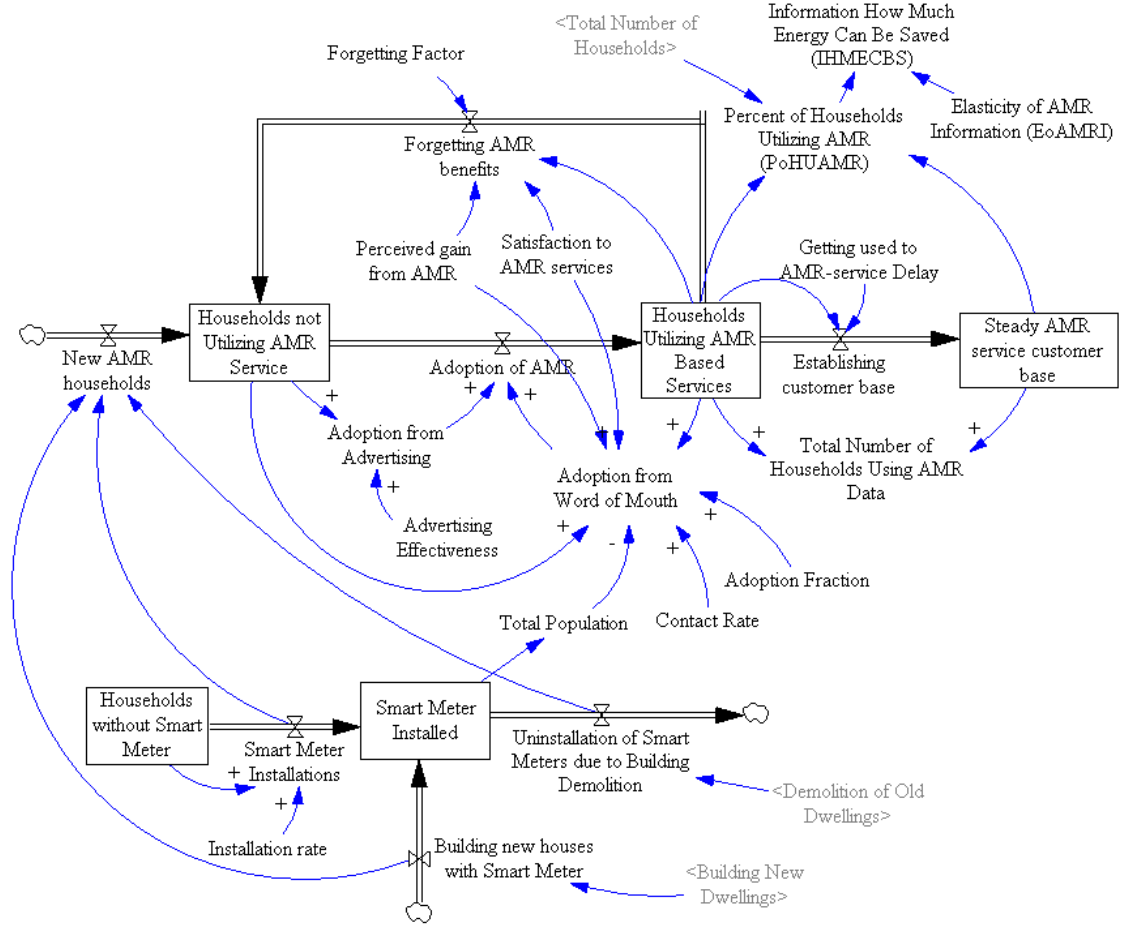 <Total Number of
Households>
Information How Much
Energy Can Be Saved
(IHMECBS)
Forgetting Factor
Percent of Households
Utilizing AMR
(PoHUAMR)
Elasticity of AMR
Information (EoAMRI)
Forgetting AMR
benefits
Perceived gain
from AMR
Satisfaction to
AMR services
Getting used to
AMR-service Delay
Households not
Utilizing AMR
Service
Households
Utilizing AMR
Based Services
Steady AMR
service customer
base
New AMR
households
Adoption of AMR
Establishing
customer base
+
+
+
+
+
+
+
Adoption from
Advertising
Total Number of
Households Using AMR
Data
Adoption from
Word of Mouth
+
+
-
+
+
Advertising
Effectiveness
Adoption Fraction
Total Population
Contact Rate
Households
without Smart
Meter
Smart Meter
Installed
Smart Meter
Installations
+
+
Uninstallation of Smart
Meters due to Building
Demolition
<Demolition of Old
Dwellings>
Installation rate
Building new houses
with Smart Meter
<Building New
Dwellings>